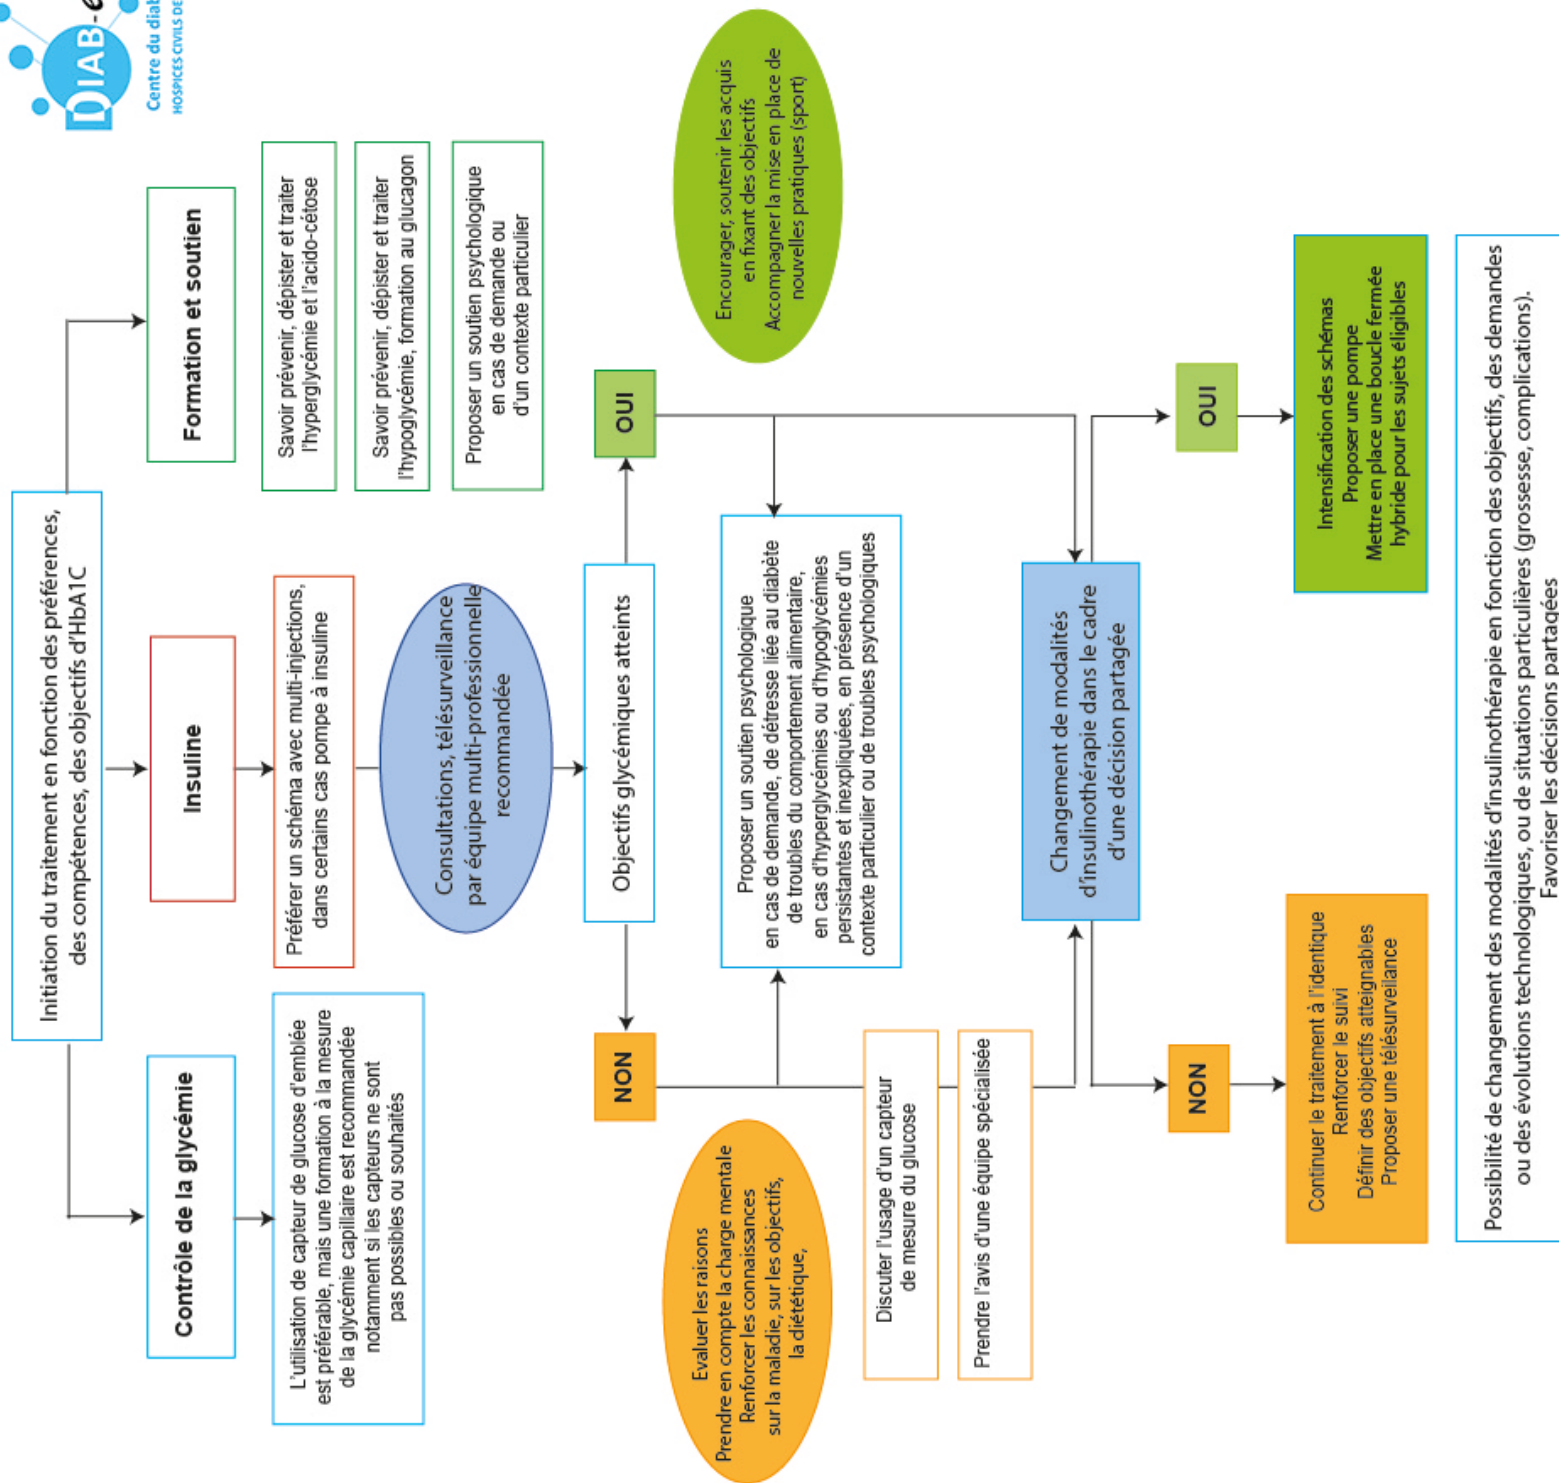 DIAB-e
Centre du diab
HOSPICES CIVILS DE
Initiation du traitement en fonction des préférences,
des compétences, des objectifs d'HbA1C
Contrôle de la glycémie
L'utilisation de capteur de glucose d'emblée
est préférable, mais une formation à la mesure
de la glycémie capillaire est recommandée
notamment si les capteurs ne sont
pas possibles ou souhaités
Insuline
Préférer un schéma avec multi-injections,
dans certains cas pompe à insuline
Formation et soutien
Savoir prévenir, dépister et traiter
l'hyperglycémie et l'acido-cétose
Savoir prévenir, dépister et traiter
l'hypoglycémie, formation au glucagon
Proposer un soutien psychologique
en cas de demande ou
d'un contexte particulier
Consultations, télésurveillance
par équipe multi-professionnelle
recommandée
Objectifs glycémiques atteints
NON
OUI
Evaluer les raisons
Prendre en compte la charge mentale
Renforcer les connaissances
sur la maladie, sur les objectifs,
la diététique,
Proposer un soutien psychologique
en cas de demande, de détresse liée au diabète
de troubles du comportement alimentaire,
en cas d'hyperglycémies ou d'hypoglycémies
persistantes et inexpliquées, en présence d'un
contexte particulier ou de troubles psychologiques
Encourager, soutenir les acquis
en fixant des objectifs
Accompagner la mise en place de
nouvelles pratiques (sport)
Discuter l'usage d'un capteur
de mesure du glucose
Prendre l'avis d'une équipe spécialisée
Changement de modalités
d'insulinothérapie dans le cadre
d'une décision partagée
NON
OUI
Continuer le traitement à l'identique
Renforcer le suivi
Définir des objectifs atteignables
Proposer une télésurveilance
Intensification des schémas
Proposer une pompe
Mettre en place une boucle fermée
hybride pour les sujets éligibles
Possibilité de changement des modalités d'insulinothérapie en fonction des objectifs, des demandes
ou des évolutions technologiques, ou de situations particulières (grossesse, complications).
Favoriser les décisions partagées